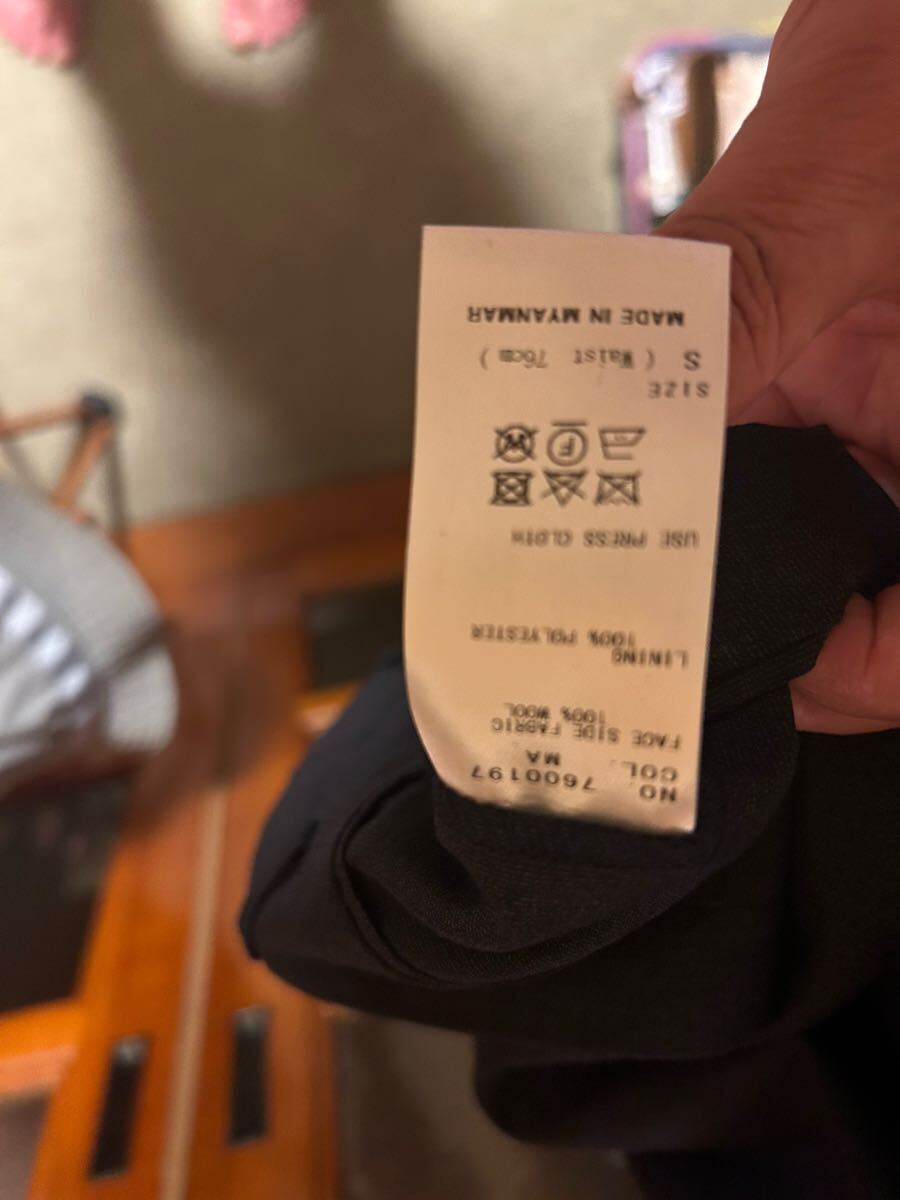 NO. 7600197
COL. MA
FACE SIDE FABRIC
100% WOOL
LINING
100% POLYESTER
USE PRESS CLOTH
SIZE
S ( Waist 76cm )
MADE IN MYANMAR